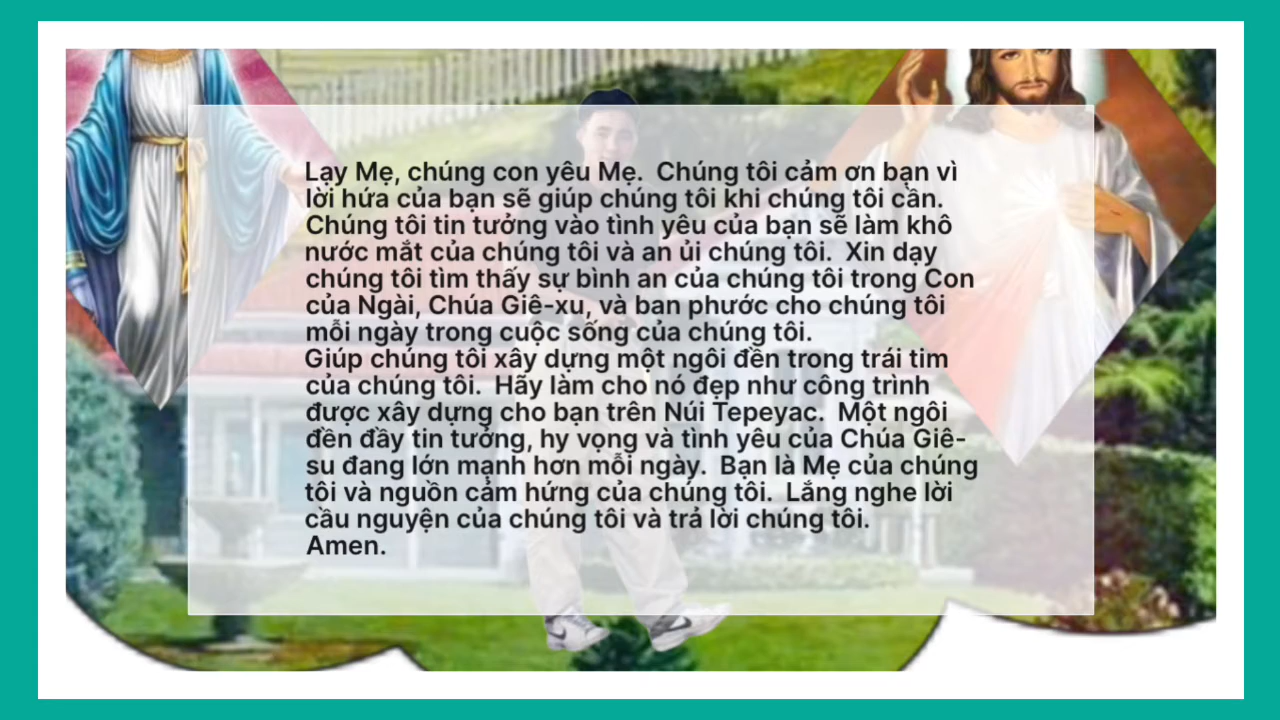 Lạy Mẹ, chúng con yêu Mẹ.  Chúng tôi cảm ơn bạn vì
lời hứa của bạn sẽ giúp chúng tôi khi chúng tôi cần.
Chúng tôi tin tưởng vào tình yêu của bạn sẽ làm khô
nước mắt của chúng tôi và an ủi chúng tôi.  Xin dạy
chúng tôi tìm thấy sự bình an của chúng tôi trong Con
của Ngài, Chúa Giê-xu, và ban phước cho chúng tôi
mỗi ngày trong cuộc sống của chúng tôi.
Giúp chúng tôi xây dựng một ngôi đền trong trái tim
của chúng tôi.  Hãy làm cho nó đẹp như công trình
được xây dựng cho bạn trên Núi Tepeyac.  Một ngôi
đền đầy tin tưởng, hy vọng và tình yêu của Chúa Giê-
su đang lớn mạnh hơn mỗi ngày.  Bạn là Mẹ của chúng
tôi và nguồn cảm hứng của chúng tôi.  Lắng nghe lời
cầu nguyện của chúng tôi và trả lời chúng tôi.
Amen.